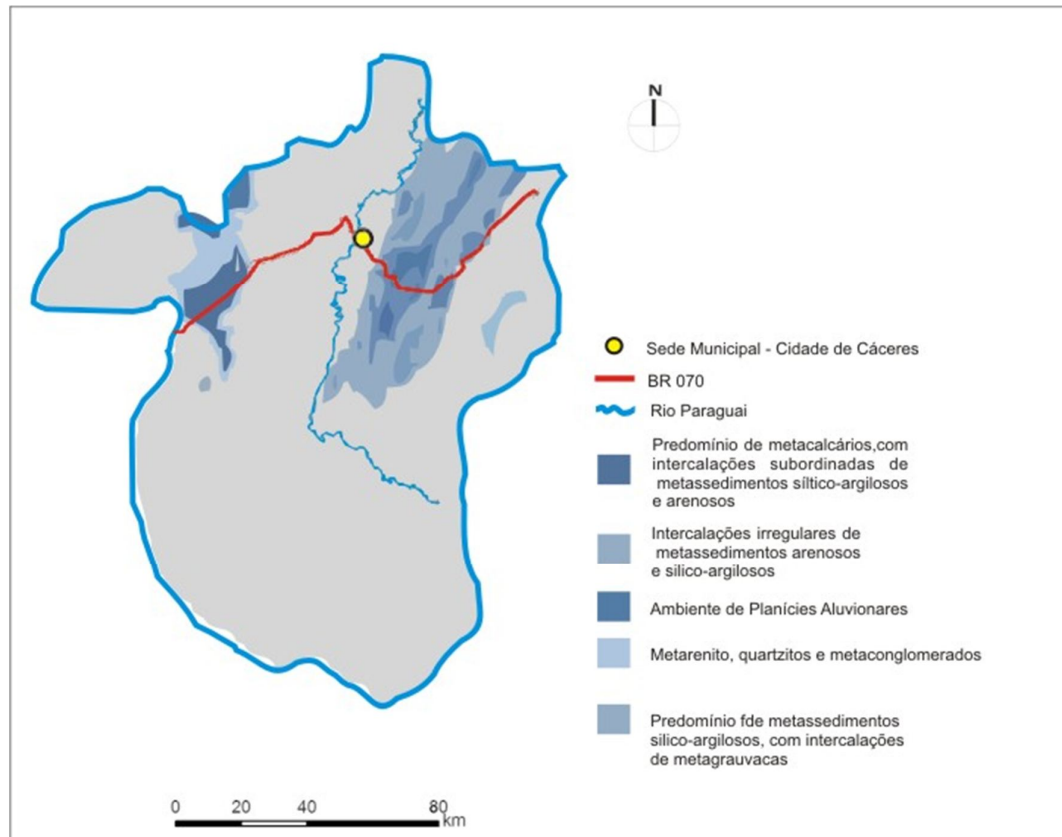 N
Sede Municipal - Cidade de Cáceres
BR 070
Rio Paraguai
Predomínio de metacalcários,com
intercalações subordinadas de
metassedimentos síltico-argilosos
e arenosos
Intercalações irregulares de
metassedimentos arenosos
e silico-argilosos
Ambiente de Planícies Aluvionares
Metarenito, quartzitos e metaconglomerados
Predomínio fde metassedimentos
silico-argilosos, com intercalações
de metagrauvacas
0 20 40 80
km